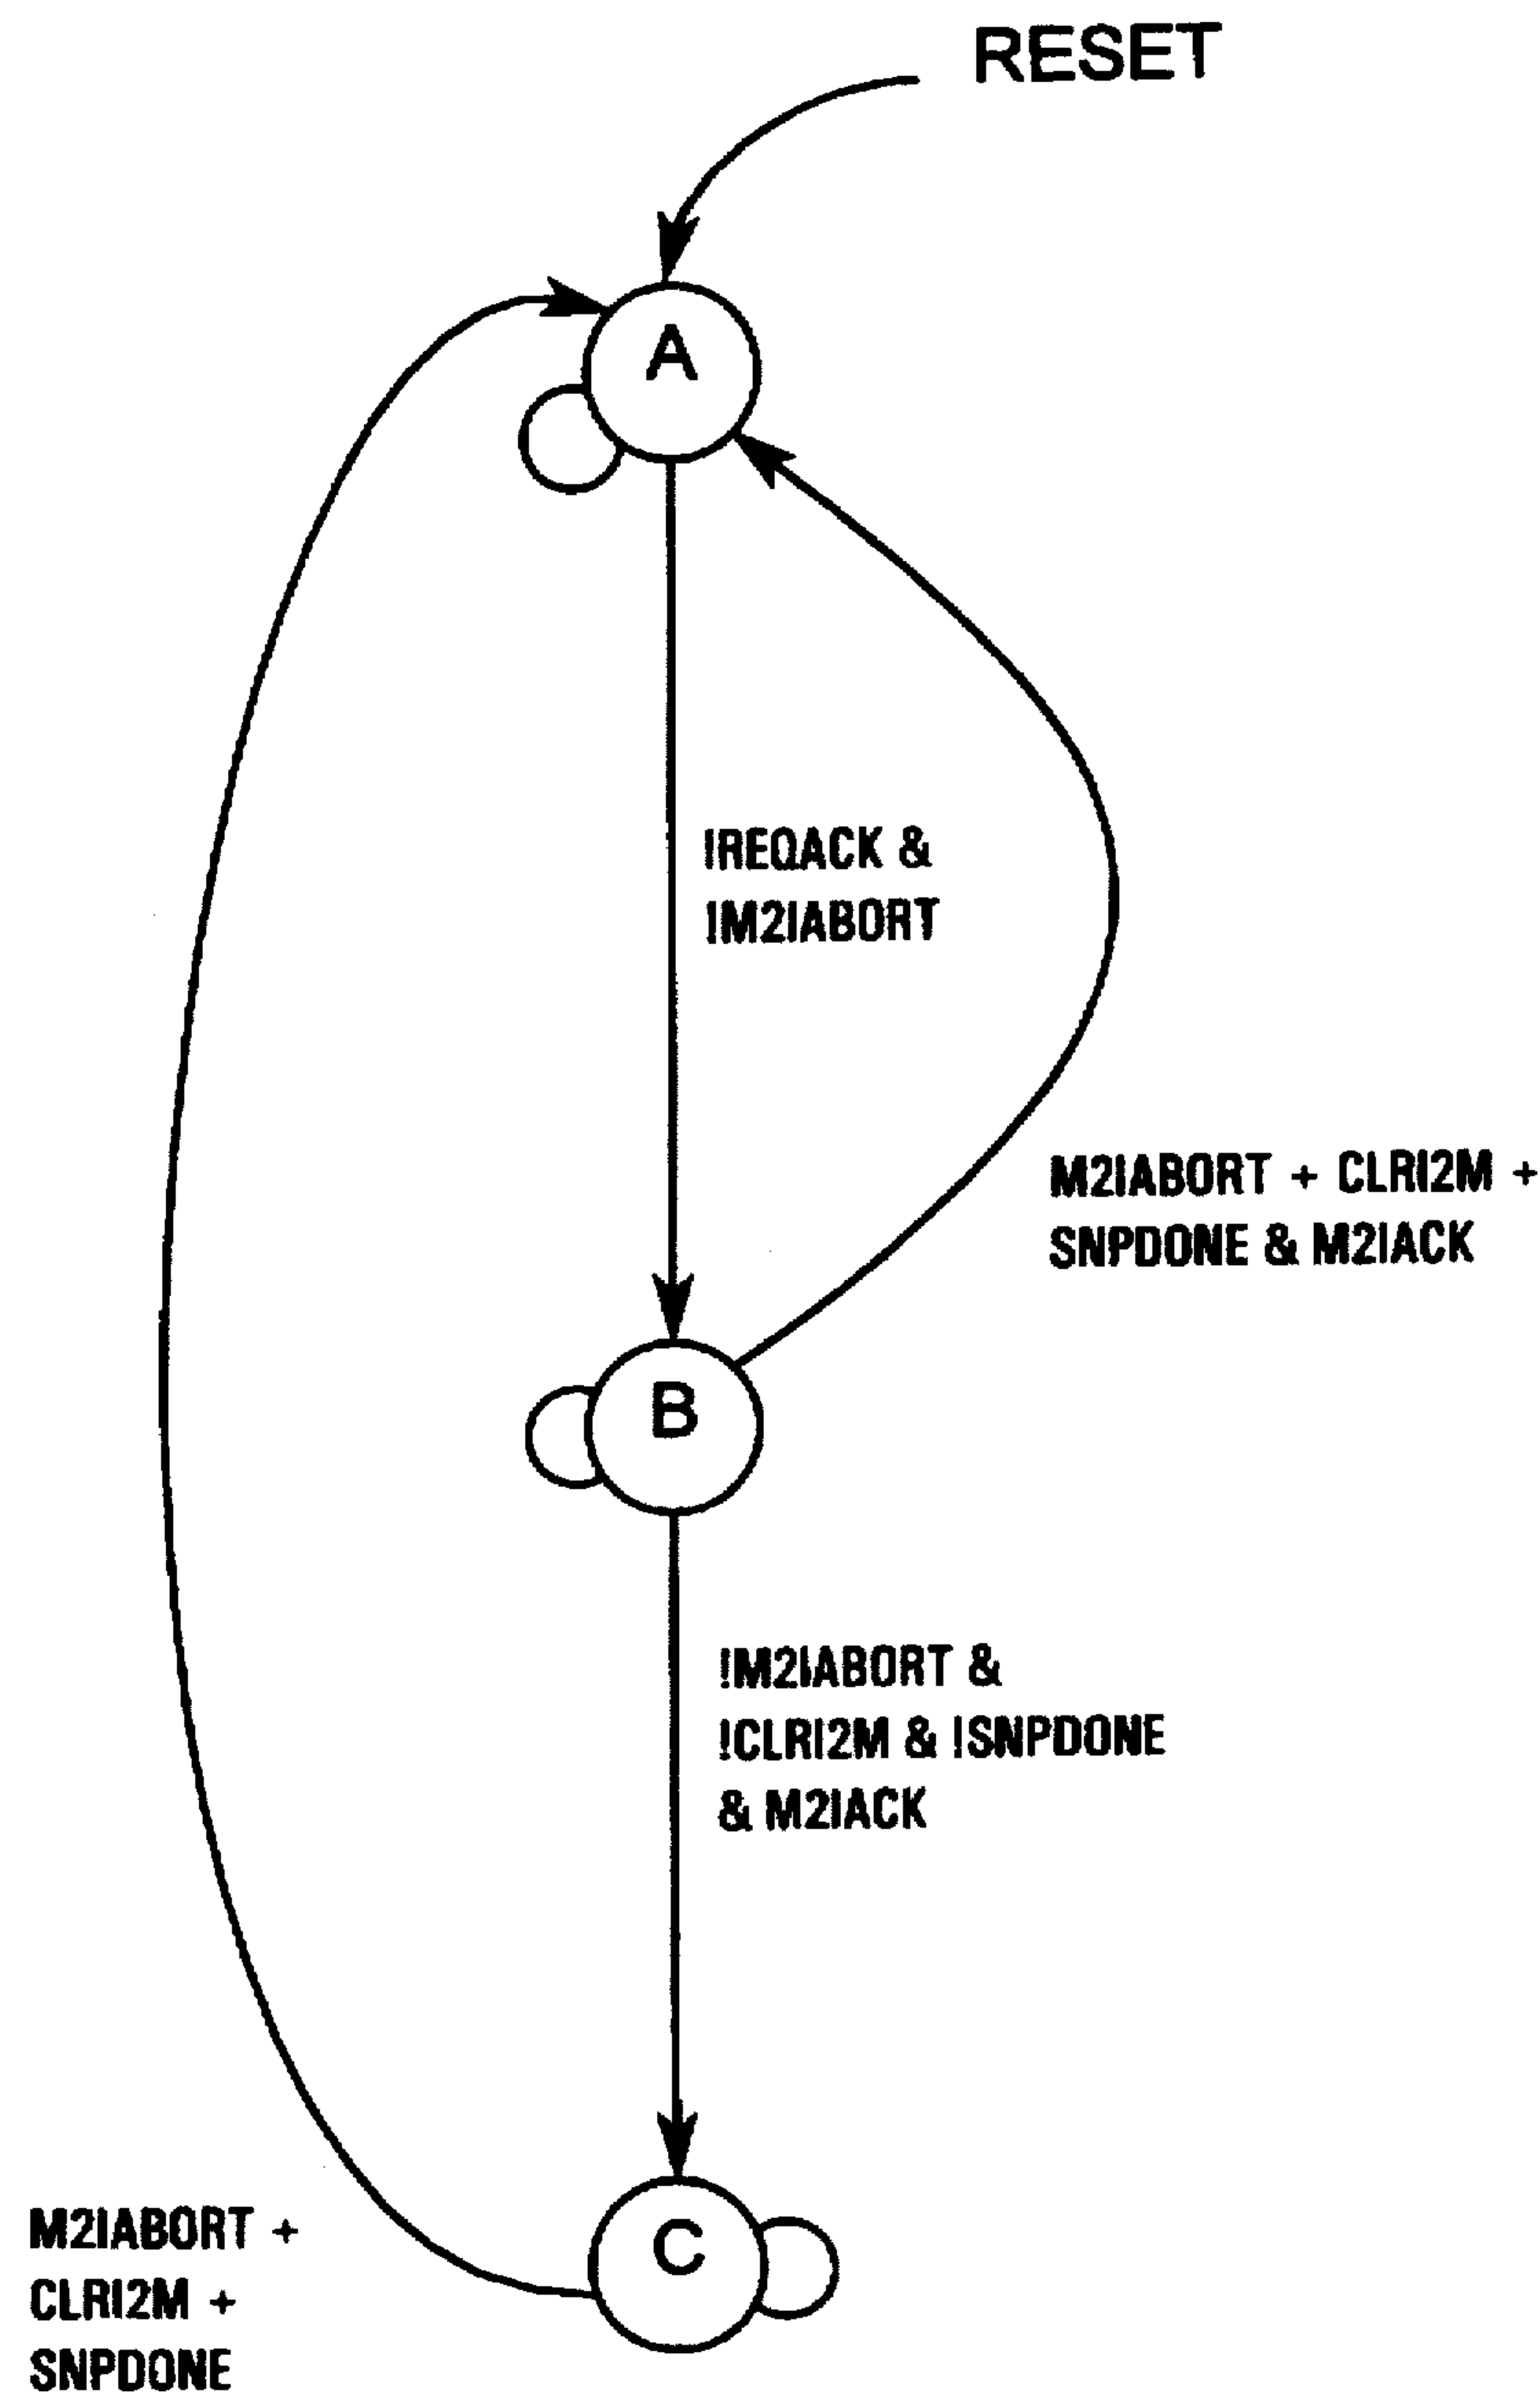 RESET
A
!REQACK &
!M2IABORT
M2IABORT + CLRI2M +
SNPDONE & M2IACK
B
!M2IABORT &
!CLRI2M & !SNPDONE
& M2IACK
C
M2IABORT +
CLRI2M +
SNPDONE